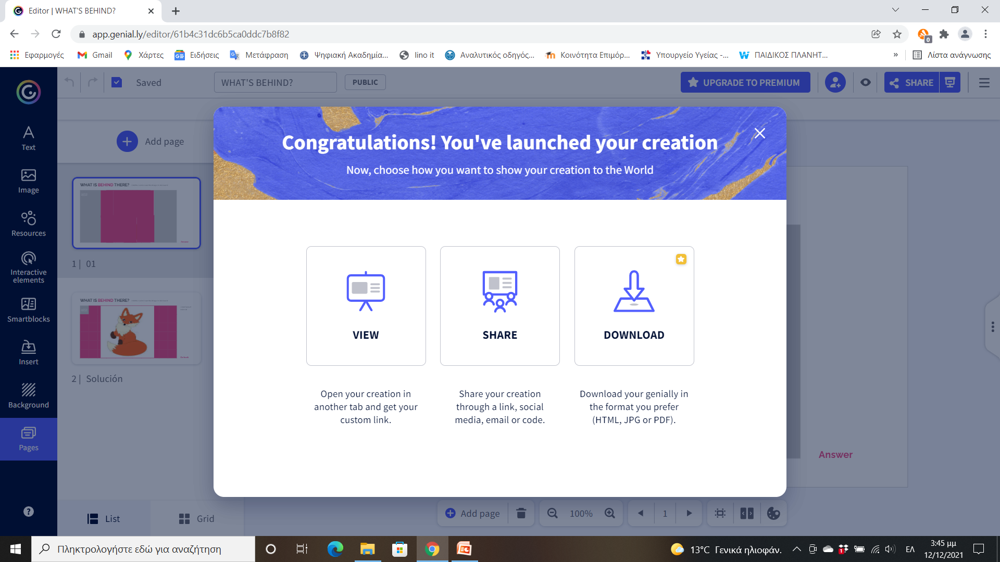 Editor | WHAT'S BEHIND?
app.genial.ly/editor/61b4c31dc6b5ca0ddc7b8f82
0
Εφαρμογές Gmail Χάρτες Ειδήσεις Μετάφραση Ψηφιακή Ακαδημία... lino it Αναλυτικός οδηγός... Κοινότητα Επιμόρ... Υπουργείο Υγείας -... ΠΑΙΔΙΚΟΣ ΠΛΑΝΗΤ... » Λίστα ανάγνωσης
Saved WHAT'S BEHIND? PUBLIC UPGRADE TO PREMIUM SHARE
Text
Image
Resources
Interactive
elements
Smartblocks
Insert
Background
Pages
Add page
WHAT IS BEHIND THERE?
1 | 01
WHAT IS BEHIND THERE?
2 | Solución
List Grid
Congratulations! You've launched your creation
Now, choose how you want to show your creation to the World
VIEW
Open your creation in
another tab and get your
custom link.
SHARE
Share your creation
through a link, social
media, email or code.
DOWNLOAD
Download your genially in
the format you prefer
(HTML, JPG or PDF).
Answer
Add page 100% 1
Πληκτρολογήστε εδώ για αναζήτηση
13°C Γενικά ηλιοφάν.
1
ΕΛ
3:45 μμ
12/12/2021